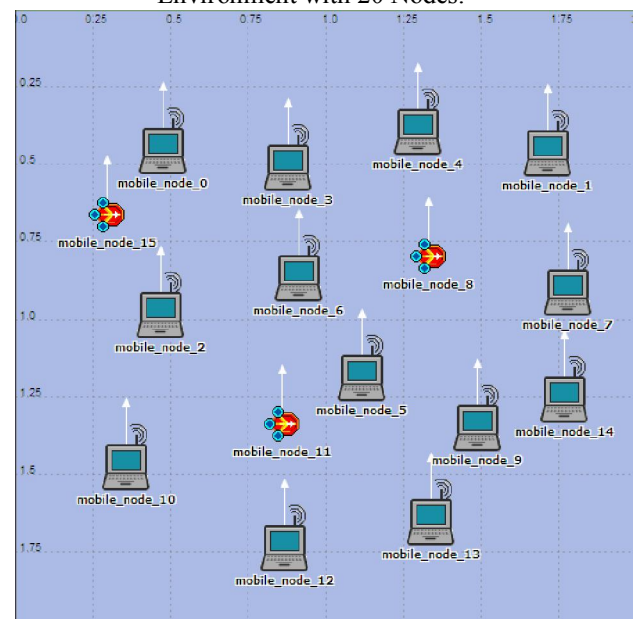 Environment with 20 Nodes.
0.0 0.25 0.5 0.75 1.0 1.25 1.5 1.75
0.25
mobile_node_4
0.5
mobile_node_0
mobile_node_3
mobile_node_1
mobile_node_15
0.75
mobile_node_8
mobile_node_6
mobile_node_7
1.0
mobile_node_2
1.25
mobile_node_5
mobile_node_14
mobile_node_11
mobile_node_9
1.5
mobile_node_10
mobile_node_13
1.75
mobile_node_12